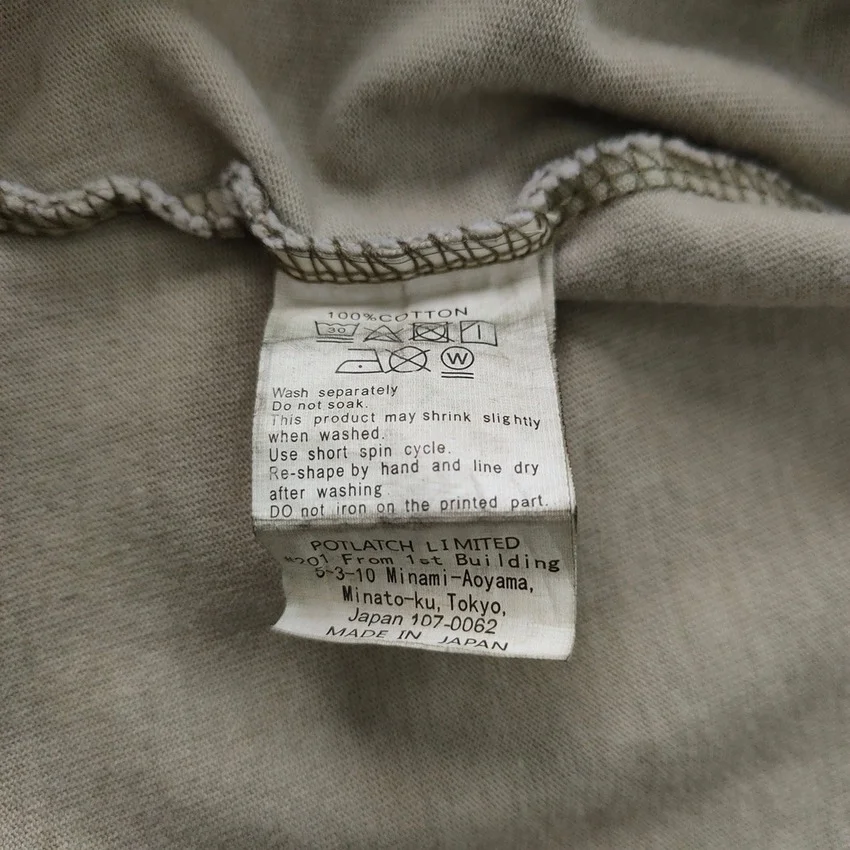 100%COTTON
30
W
Wash separately
Do not soak.
This product may shrink slightly
when washed.
Use short spin cycle.
Re-shape by hand and line dry
after washing
DO not iron on the printed part.
POTLATCH LIMITED
#201 From 1st Building
5-3-10 Minami-Aoyama,
Minato-ku, Tokyo,
Japan 107-0062
MADE IN JAPAN